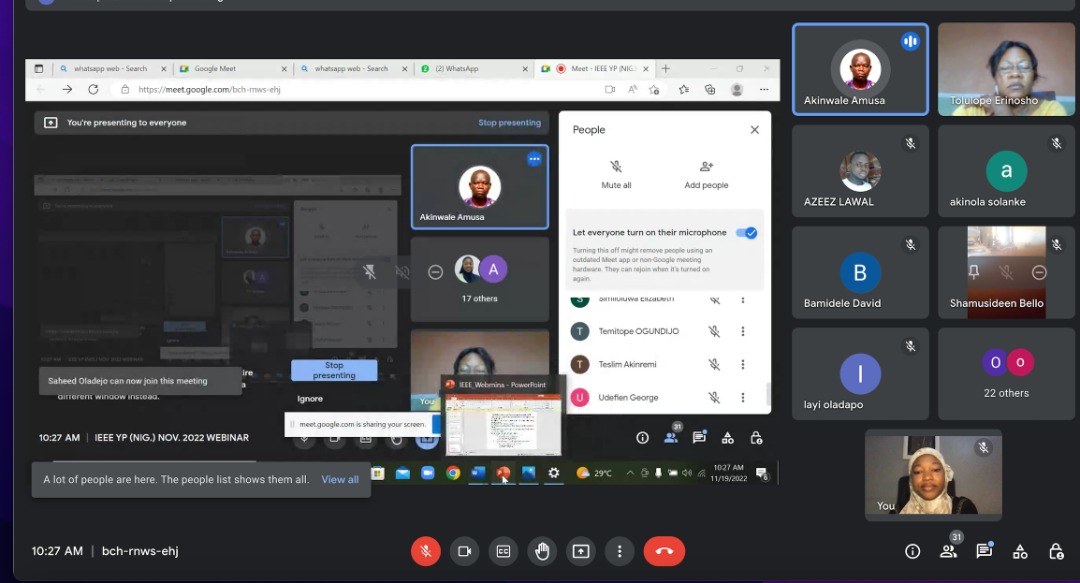 whatsapp web - Search
Google Meet
whatsapp web - Search
(2) WhatsApp
Meet - IEEE YP (NIG.)
https://meet.google.com/bch-rnws-ehj
You're presenting to everyone
Stop presenting
People
Mute all
Add people
Let everyone turn on their microphone
Turning this off might remove people using an
outdated Meet app or non-Google meeting
hardware. They can rejoin when it's turned on
again.
Similoluwa Elizabeth
T
Temitope OGUNDIJO
T
Teslim Akinremi
U
Udefien George
Akinwale Amusa
A
17 others
You
Saheed Oladejo can now join this meeting
different window instead.
Stop
presenting
Ignore
meet.google.com is sharing your screen.
IEEE_Webmina - PowerPoint
10:27 AM | IEEE YP (NIG.) NOV. 2022 WEBINAR
31
A lot of people are here. The people list shows them all. View all
29°C
10:27 AM
11/19/2022
Akinwale Amusa
Tolulope Erinosho
AZEEZ LAWAL
a
akinola solanke
B
Bamidele David
Shamusideen Bello
l
layi oladapo
O
o
22 others
You
10:27 AM | bch-rnws-ehj
31